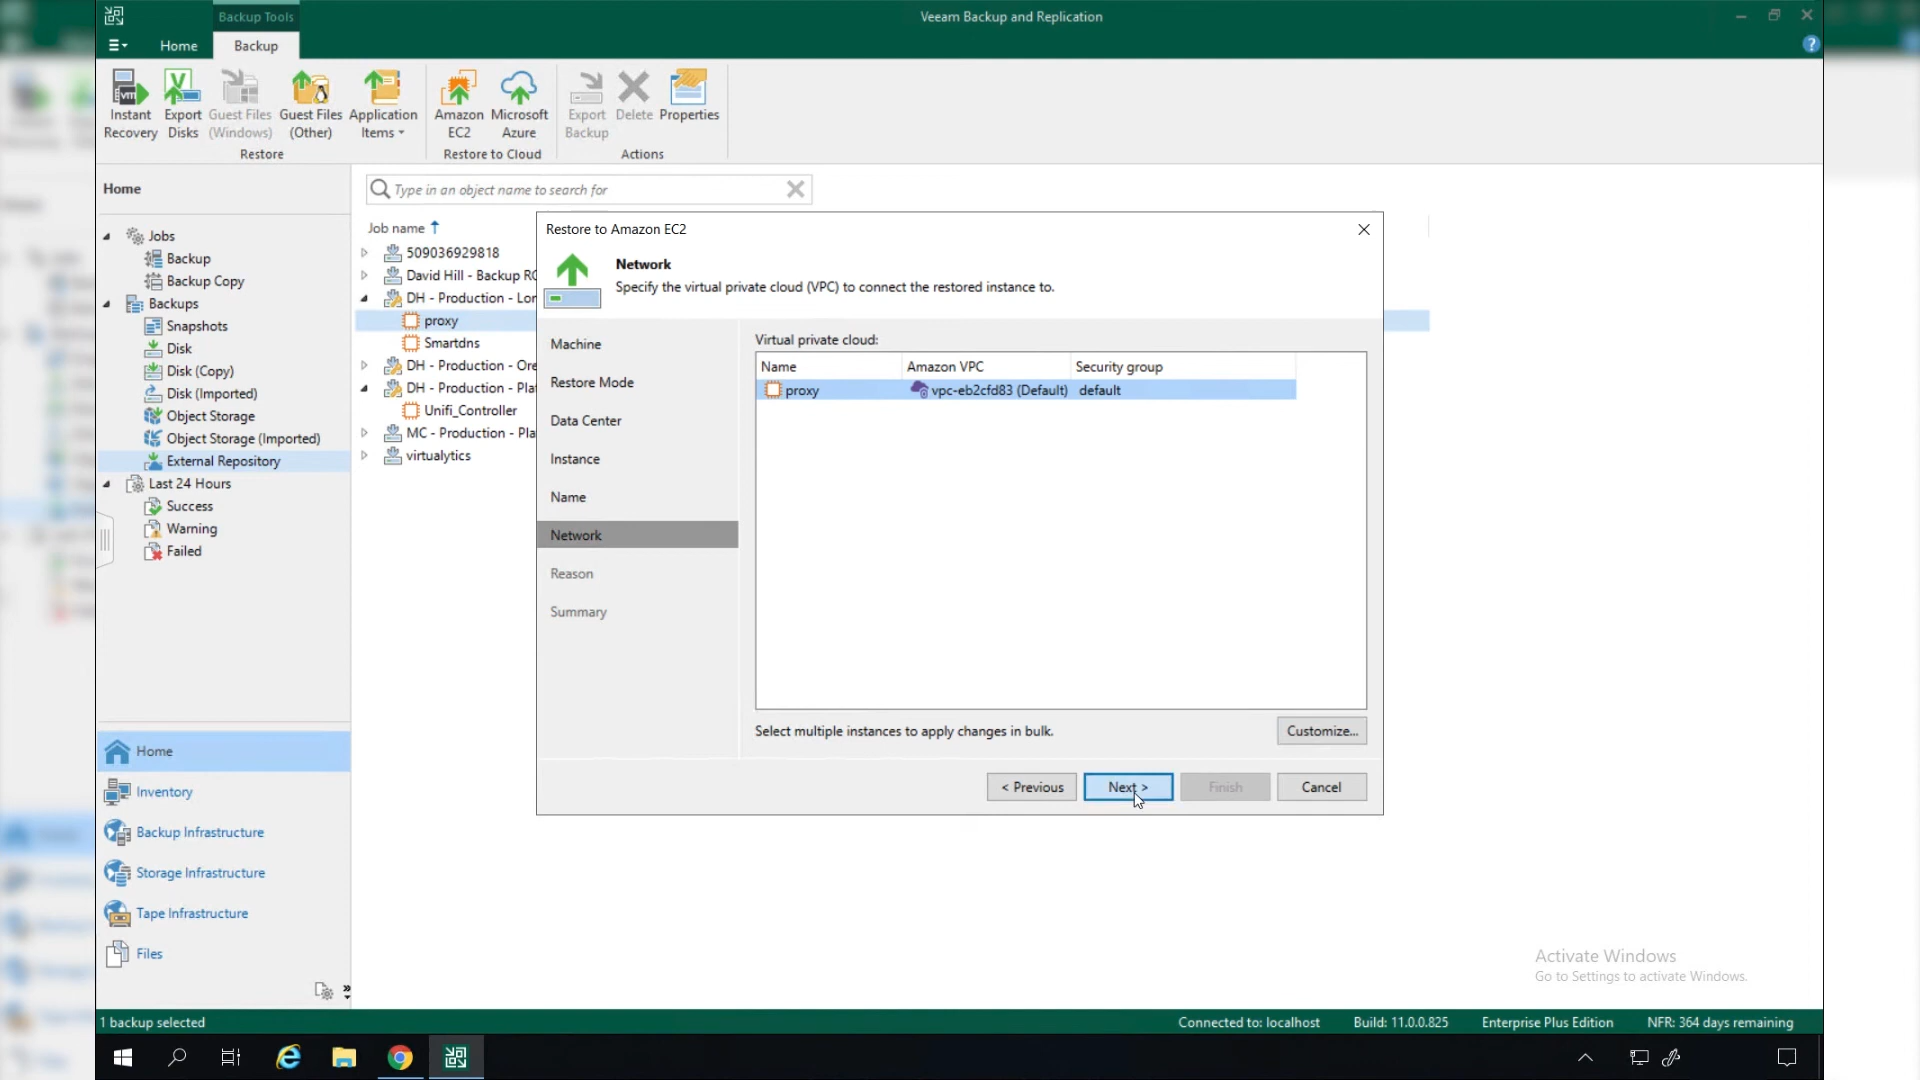 Backup Tools
Veeam Backup and Replication
Home
Backup
Instant Recovery
Export Disks
Guest Files (Windows)
Guest Files (Other)
Application Items
Amazon EC2
Microsoft Azure
Export Backup
Delete
Properties
Restore
Restore to Cloud
Actions
Home
Type in an object name to search for
Jobs
Backup
Backup Copy
Backups
Snapshots
Disk
Disk (Copy)
Disk (Imported)
Object Storage
Object Storage (Imported)
External Repository
Last 24 Hours
Success
Warning
Failed
Job name
509036929818
David Hill - Backup RO
DH - Production - Lor
proxy
Smartdns
DH - Production - Ore
DH - Production - Pla
Unifi_Controller
MC - Production - Pla
virtualytics
Restore to Amazon EC2
Network
Specify the virtual private cloud (VPC) to connect the restored instance to.
Machine
Restore Mode
Data Center
Instance
Name
Network
Reason
Summary
Virtual private cloud:
Name Amazon VPC Security group
proxy vpc-eb2cfd83 (Default) default
Select multiple instances to apply changes in bulk.
Customize...
< Previous
Next >
Finish
Cancel
Home
Inventory
Backup Infrastructure
Storage Infrastructure
Tape Infrastructure
Files
Activate Windows
Go to Settings to activate Windows.
1 backup selected
Connected to: localhost
Build: 11.0.0.825
Enterprise Plus Edition
NFR: 364 days remaining